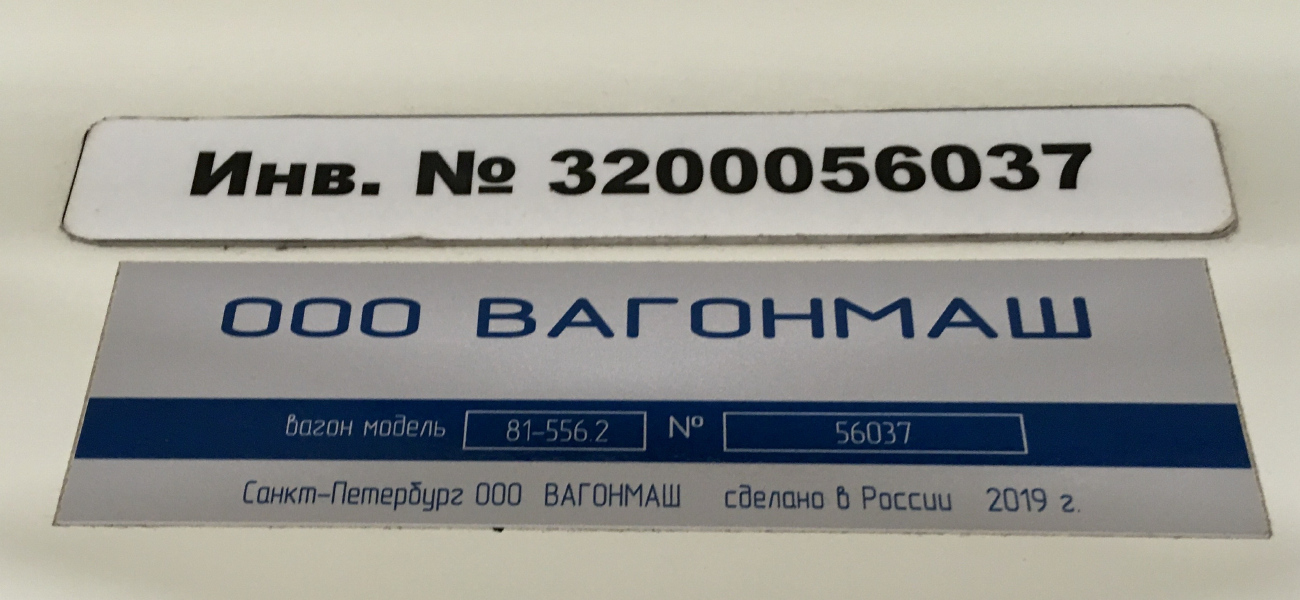 Инв. № 3200056037
ООО ВАГОНМАШ
вагон модель 81-556.2 № 56037
Санкт-Петербург ООО ВАГОНМАШ сделано в России 2019 г.